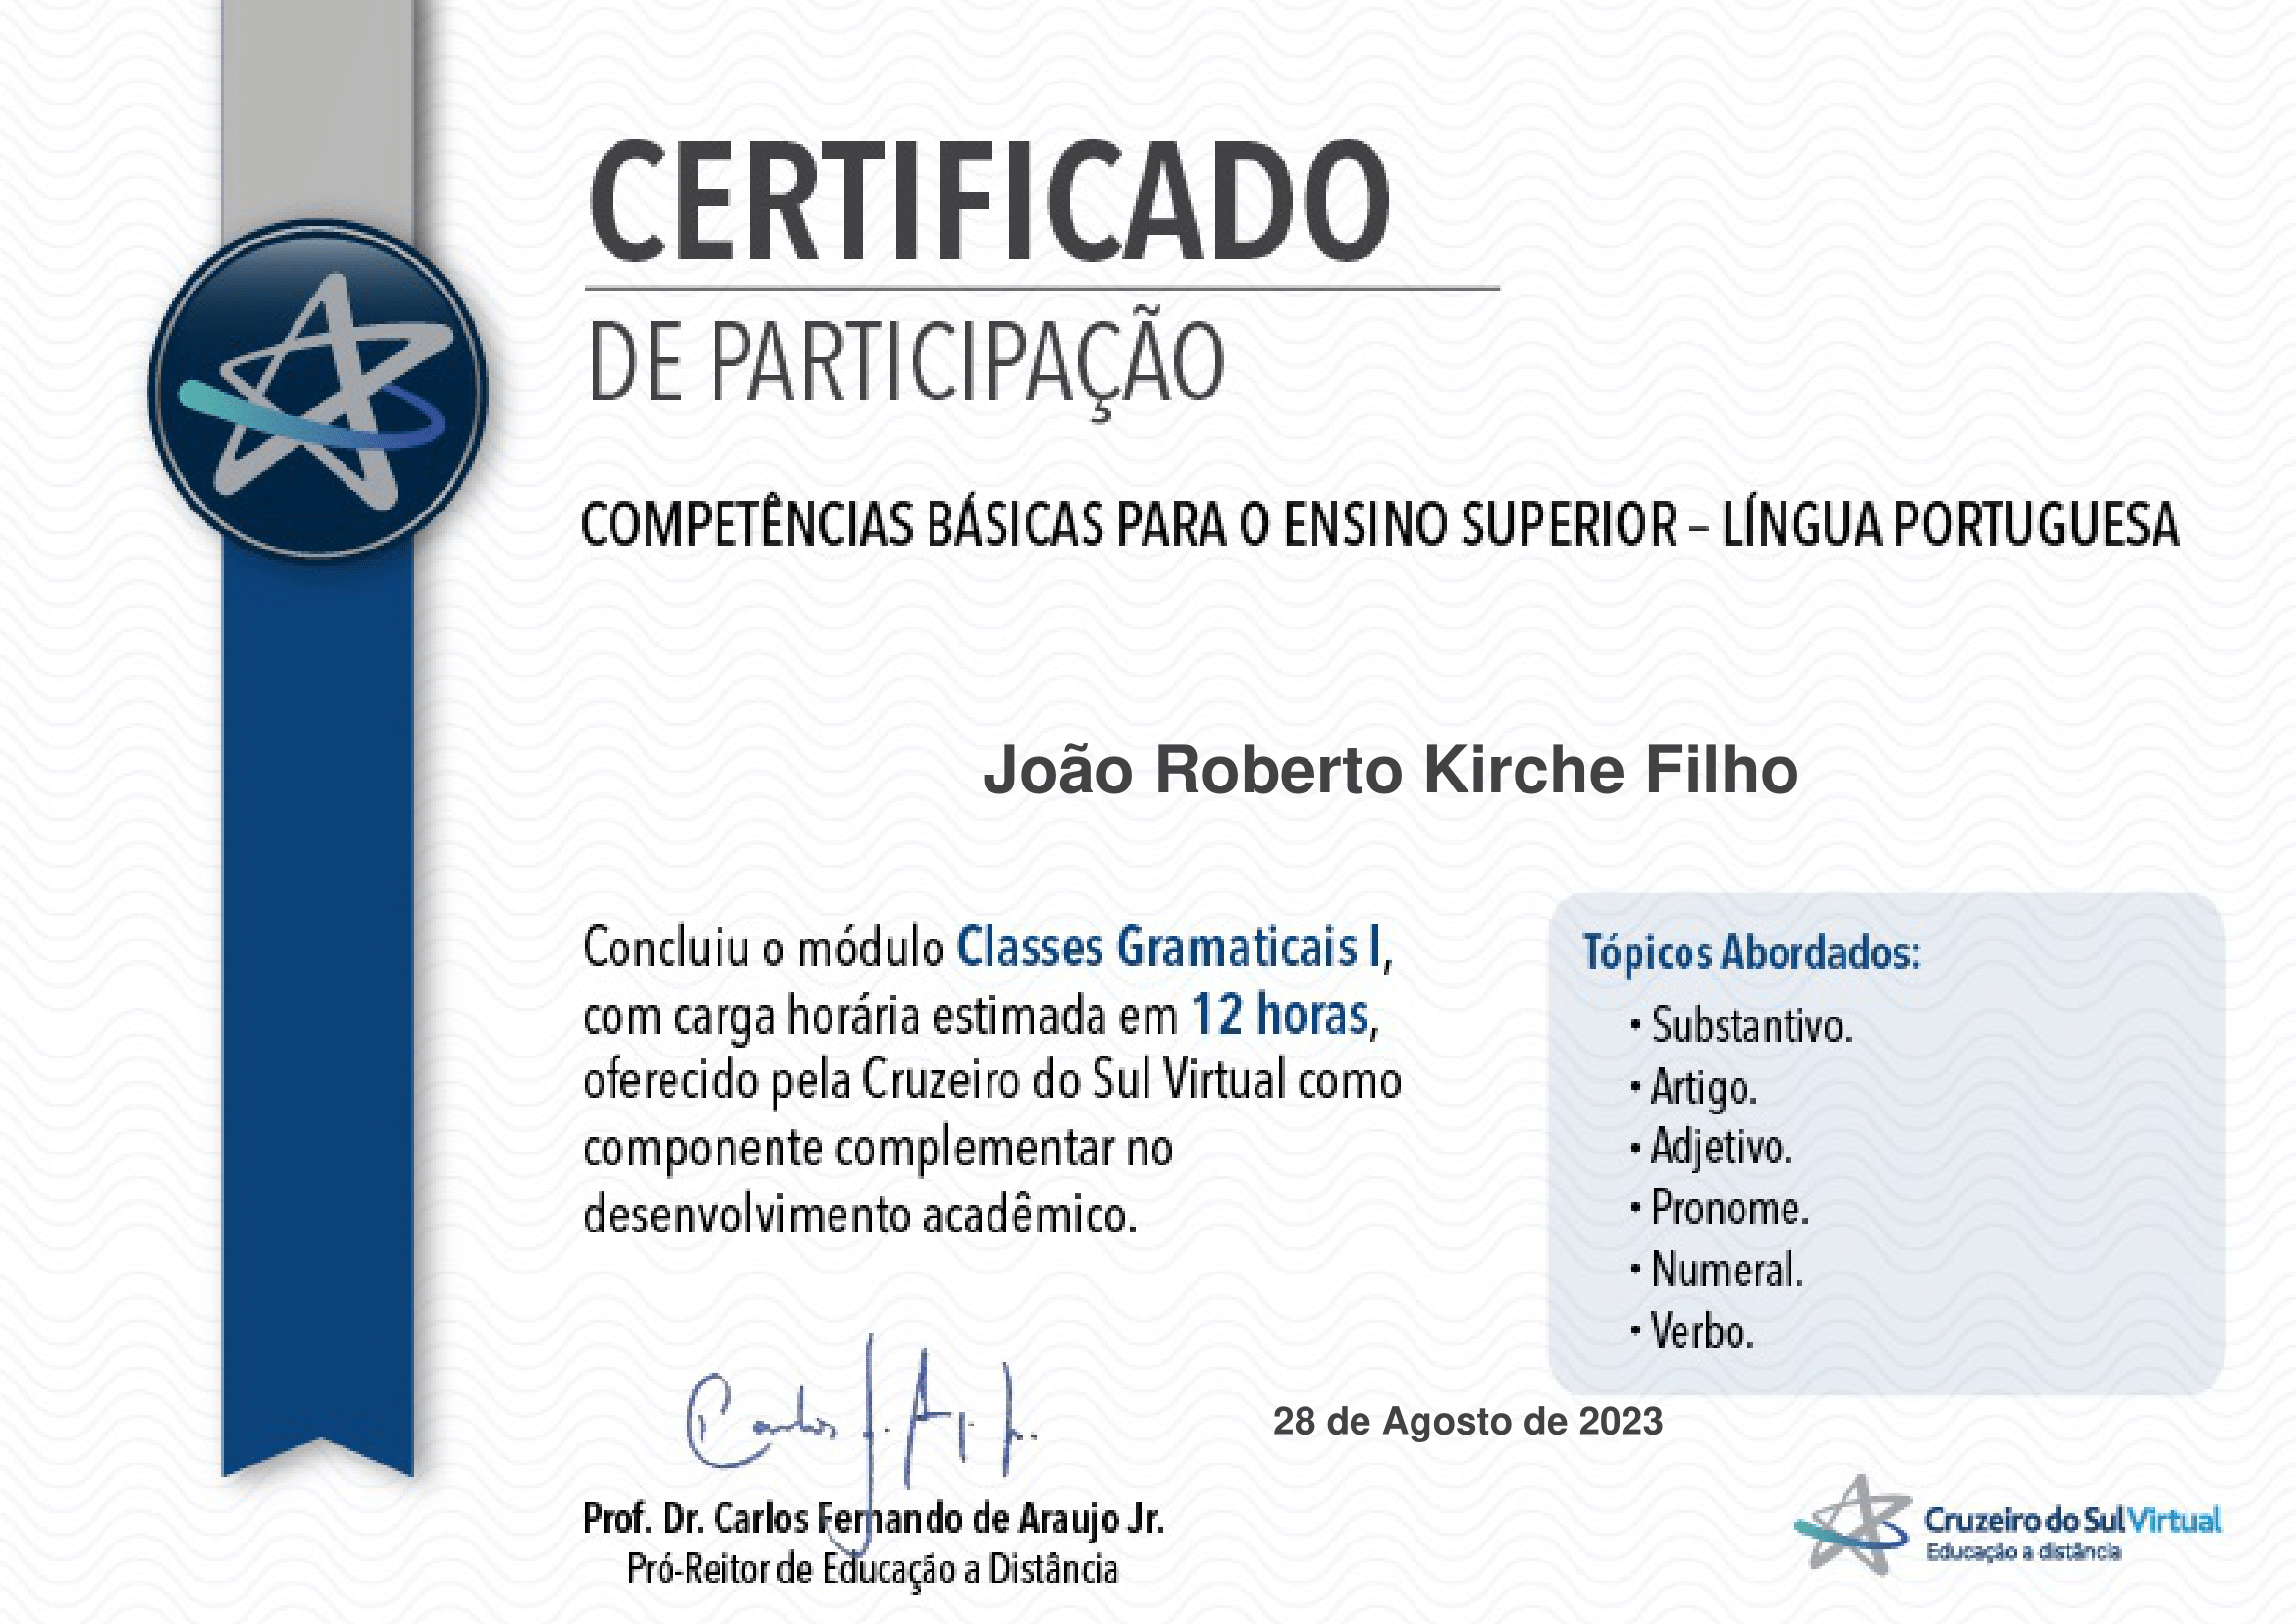 CERTIFICADO
DE PARTICIPAÇÃO
COMPETÊNCIAS BÁSICAS PARA O ENSINO SUPERIOR – LÍNGUA PORTUGUESA
João Roberto Kirche Filho
Concluiu o módulo Classes Gramaticais I,
com carga horária estimada em 12 horas,
oferecido pela Cruzeiro do Sul Virtual como
componente complementar no
desenvolvimento acadêmico.
Tópicos Abordados:
• Substantivo.
• Artigo.
• Adjetivo.
• Pronome.
• Numeral.
• Verbo.
28 de Agosto de 2023
Prof. Dr. Carlos Fernando de Araujo Jr.
Pró-Reitor de Educação a Distância
Cruzeiro do Sul Virtual
Educação a distância